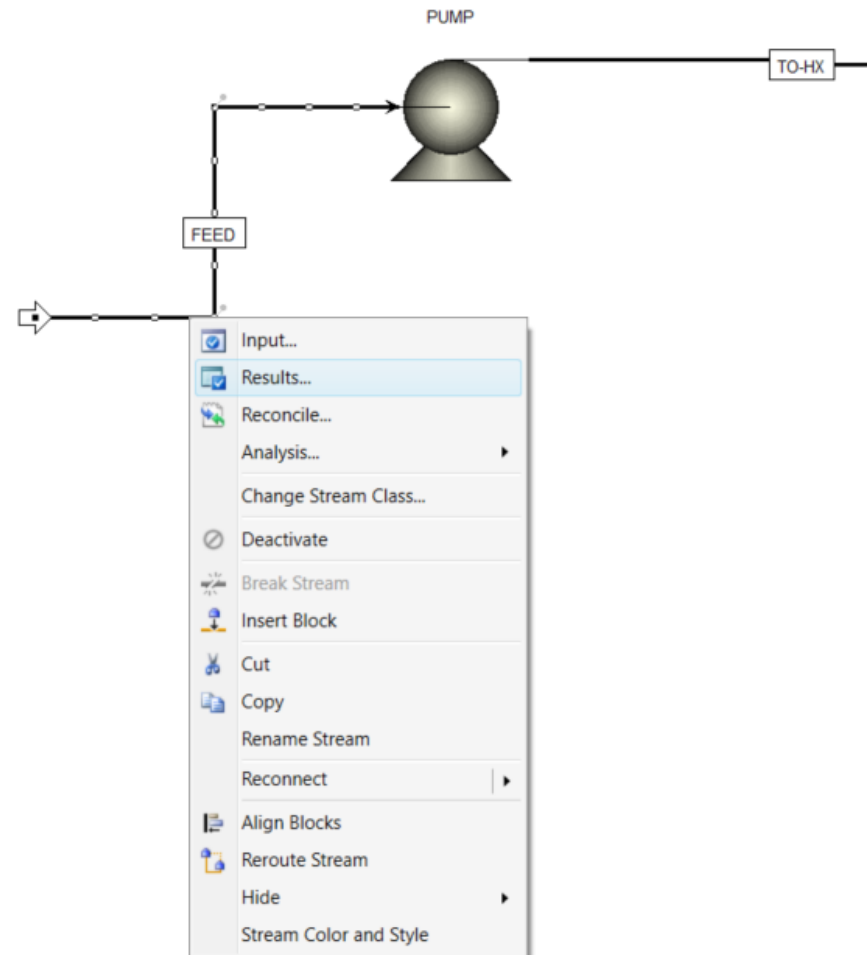 PUMP
TO-HX
FEED
Input...
Results...
Reconcile...
Analysis...
Change Stream Class...
Deactivate
Break Stream
Insert Block
Cut
Copy
Rename Stream
Reconnect
Align Blocks
Reroute Stream
Hide
Stream Color and Style